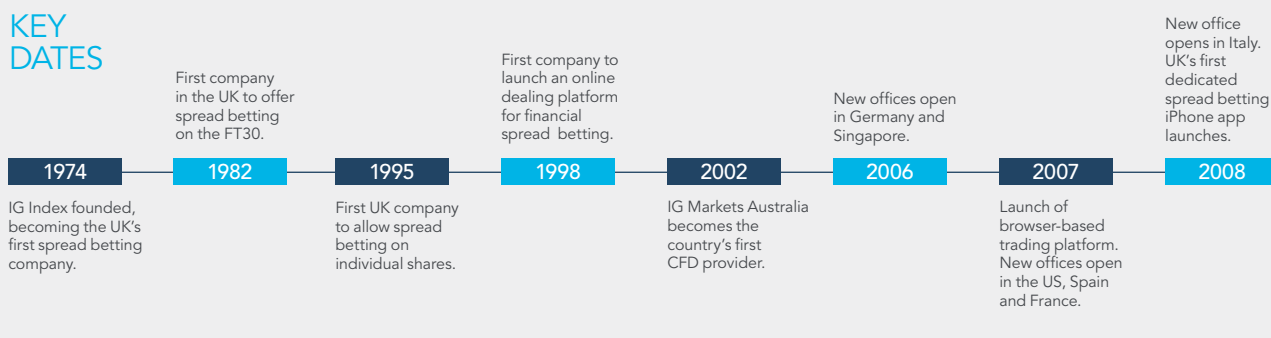 KEY
DATES
1974
IG Index founded,
becoming the UK's
first spread betting
company.
First company
in the UK to offer
spread betting
on the FT30.
1982
1995
First UK company
to allow spread
betting on
individual shares.
First company to
launch an online
dealing platform
for financial
spread betting.
1998
2002
IG Markets Australia
becomes the
country's first
CFD provider.
New offices open
in Germany and
Singapore.
2006
2007
Launch of
browser-based
trading platform.
New offices open
in the US, Spain
and France.
New office
opens in Italy.
UK's first
dedicated
spread betting
iPhone app
launches.
2008